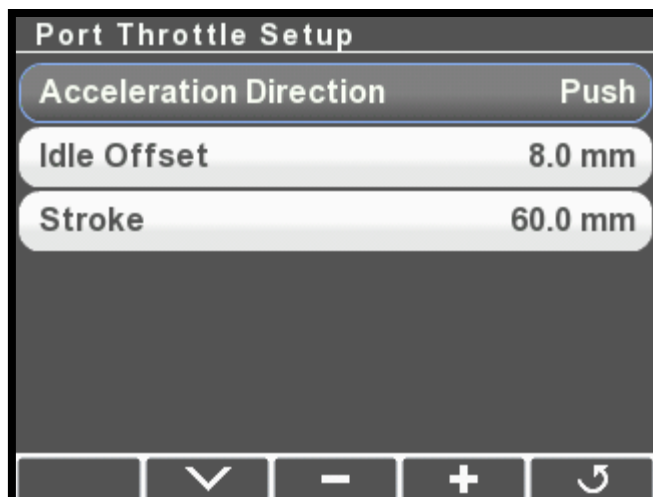 Port Throttle Setup
Acceleration Direction Push
Idle Offset 8.0 mm
Stroke 60.0 mm